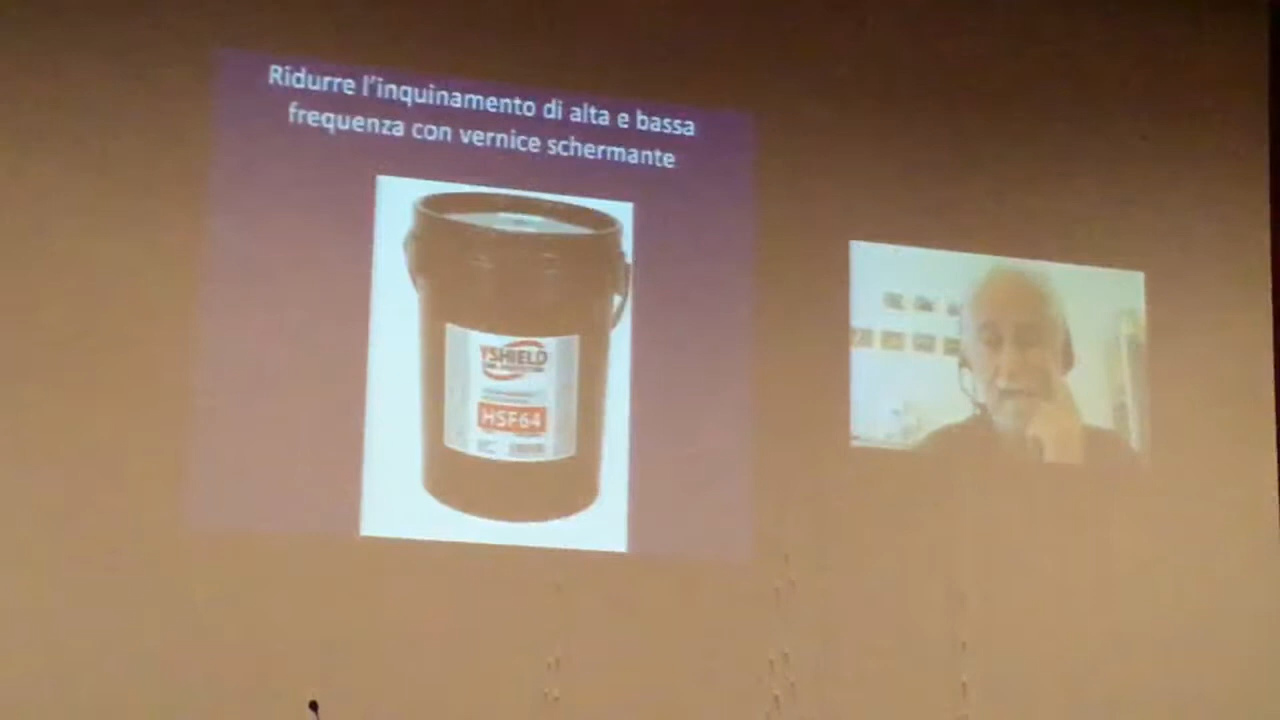 Ridurre l'inquinamento di alta e bassa
frequenza con vernice schermante
YSHIELD
HSF64